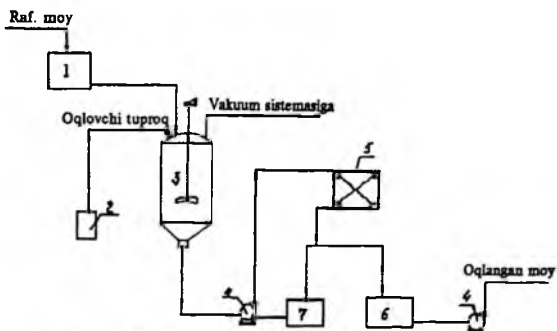 Raf. moy
1
Vakuum sistemasiga
Oqlovchi tuproq
3
5
2
Oqlangan moy
4
7
6
4